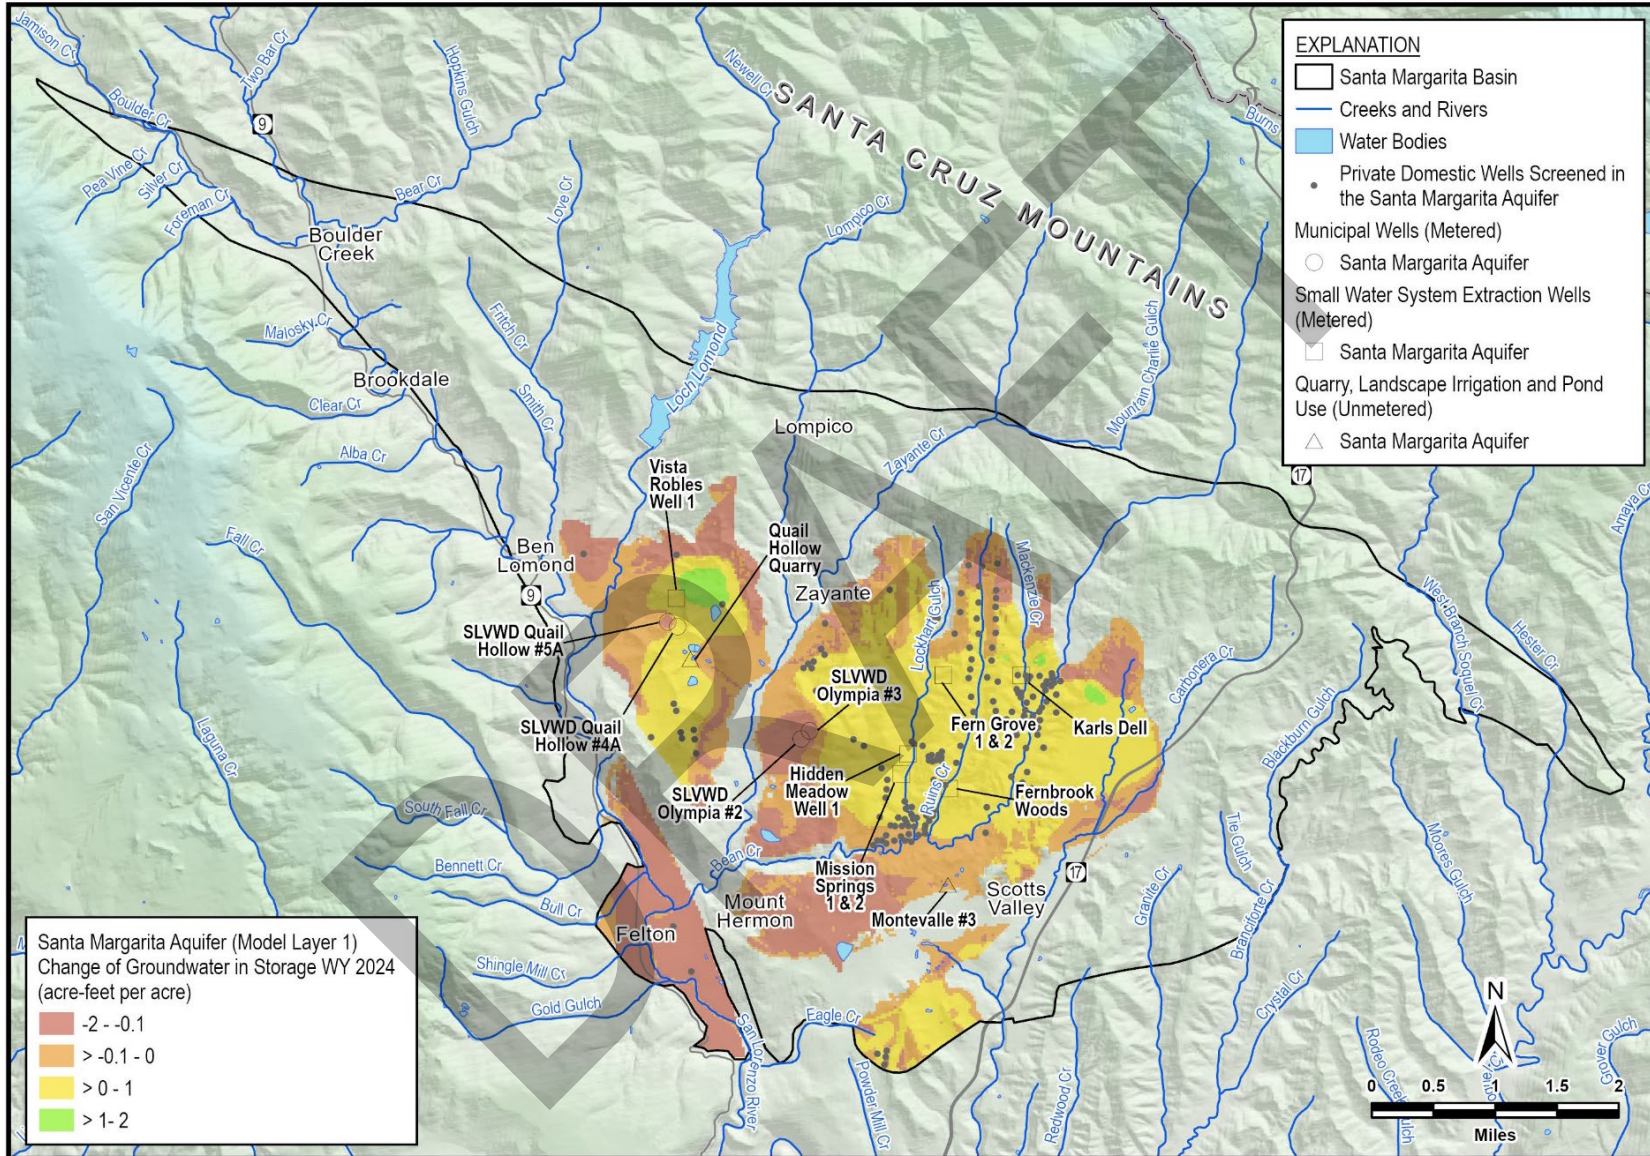 Jamison Cr
Two Bar Cr
Hopkins Gulch
Newell Cr
Burns
SANTA CRUZ MOUNTAINS
9
Boulder Cr
Pea Vine Cr
Silver Cr
Foreman Cr
Bear Cr
Love Cr
Lompico Cr
Boulder
Creek
Fritch Cr
Loch Lomond
Mountain Charlie Gulch
Malosky Cr
Brookdale
Clear Cr
Smith Cr
Lompico
Zayante Cr
Alba Cr
San Vicente Cr
Fall Cr
Vista
Robles
Well 1
Quail
Hollow
Quarry
17
Amaya Cr
Ben
Lomond
9
Zayante
Lockhart Gulch
Mackenzie Cr
West Branch Soquel Cr
Hester Cr
SLVWD Quail
Hollow #5A
SLVWD Quail
Hollow #4A
SLVWD
Olympia #3
Fern Grove
1 & 2
Karls Dell
Carbonera Cr
Blackburn Gulch
Laguna Cr
SLVWD
Olympia #2
Hidden
Meadow
Well 1
Ruins Cr
Fernbrook
Woods
South Fall Cr
Bennett Cr
Bull Cr
Bean Cr
Mission
Springs
1 & 2
Montevalle #3
Mount
Hermon
Scotts
Valley
17
Tie Gulch
Granite Cr
Branciforte Cr
Moores Gulch
Felton
Shingle Mill Cr
Gold Gulch
San Lorenzo River
Eagle Cr
Powder Mill Cr
Redwood Cr
Crystal Cr
Rodeo Creek Gulch
Grover Gulch
DRAFT
EXPLANATION
Santa Margarita Basin
Creeks and Rivers
Water Bodies
Private Domestic Wells Screened in
the Santa Margarita Aquifer
Municipal Wells (Metered)
Santa Margarita Aquifer
Small Water System Extraction Wells
(Metered)
Santa Margarita Aquifer
Quarry, Landscape Irrigation and Pond
Use (Unmetered)
Santa Margarita Aquifer
Santa Margarita Aquifer (Model Layer 1)
Change of Groundwater in Storage WY 2024
(acre-feet per acre)
-2 - -0.1
> -0.1 - 0
> 0 - 1
> 1- 2
N
0 0.5 1 1.5 2
Miles